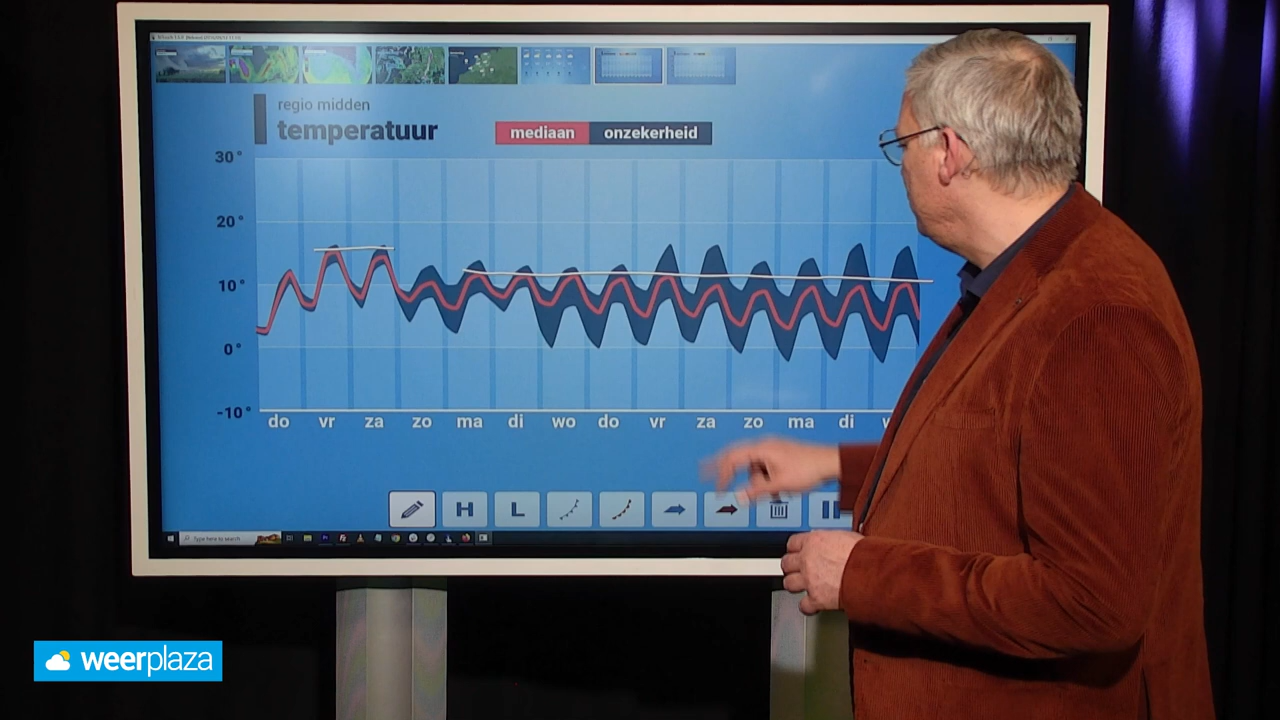 regio midden
temperatuur
mediaan onzekerheid
30°
20°
10°
0°
-10°
do vr za zo ma di wo do vr za zo ma di w
H L
Type here to search
weerplaza